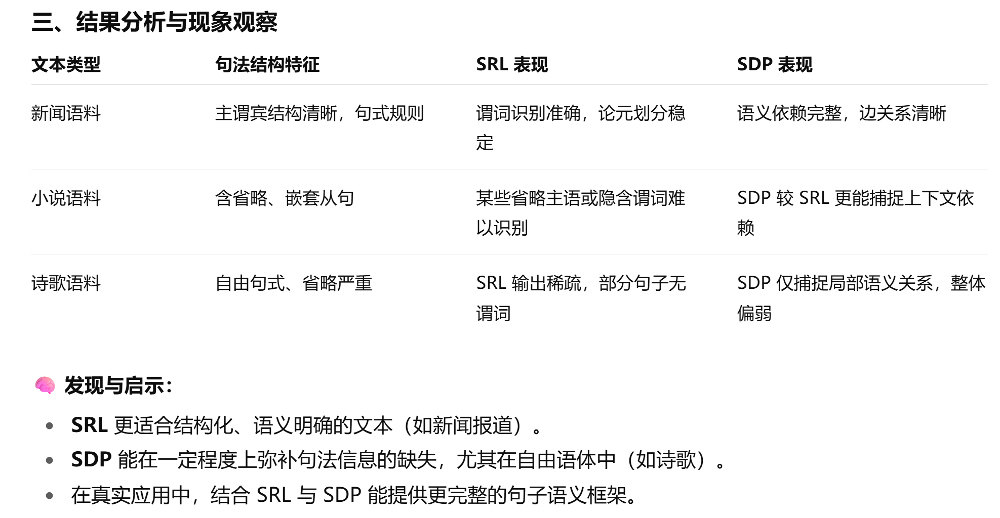 三、结果分析与现象观察
文本类型 句法结构特征 SRL 表现 SDP 表现
新闻语料 主谓宾结构清晰，句式规则 谓词识别准确，论元划分稳 语义依赖完整，边关系清晰
定
小说语料 含省略、嵌套从句 某些省略主语或隐含谓词难 SDP 较 SRL 更能捕捉上下文依
以识别 赖
诗歌语料 自由句式、省略严重 SRL 输出稀疏，部分句子无 SDP 仅捕捉局部语义关系，整体
谓词 偏弱
🧠 发现与启示：
• SRL 更适合结构化、语义明确的文本（如新闻报道）。
• SDP 能在一定程度上弥补句法信息的缺失，尤其在自由语体中（如诗歌）。
• 在真实应用中，结合 SRL 与 SDP 能提供更完整的句子语义框架。